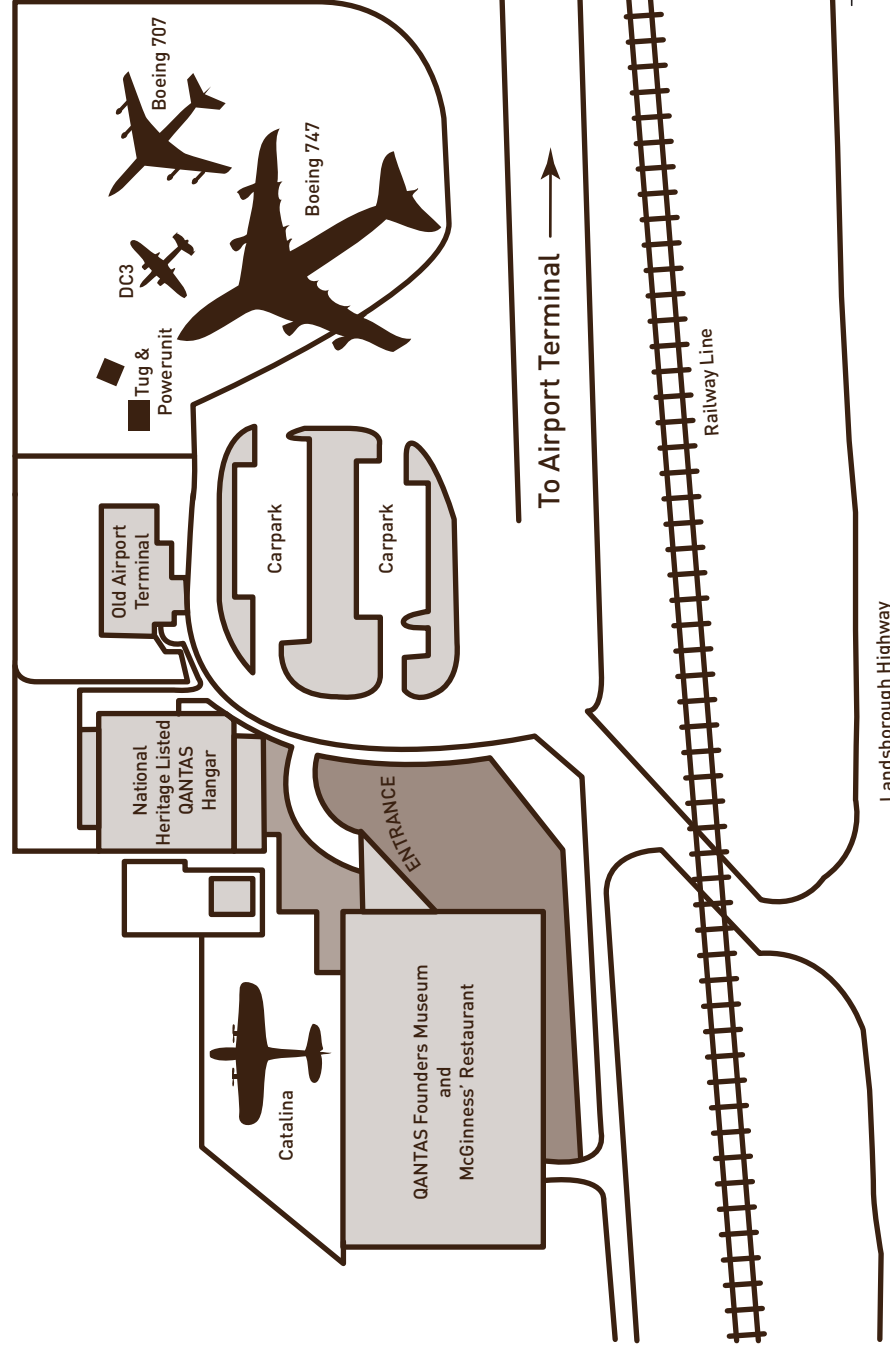 Boeing 707
Boeing 747
DC3
Tug &
Powerunit
Old Airport
Terminal
Carpark
Carpark
To Airport Terminal
Railway Line
National
Heritage Listed
QANTAS
Hangar
ENTRANCE
Catalina
QANTAS Founders Museum
and
McGinness' Restaurant
Landsborough Highway